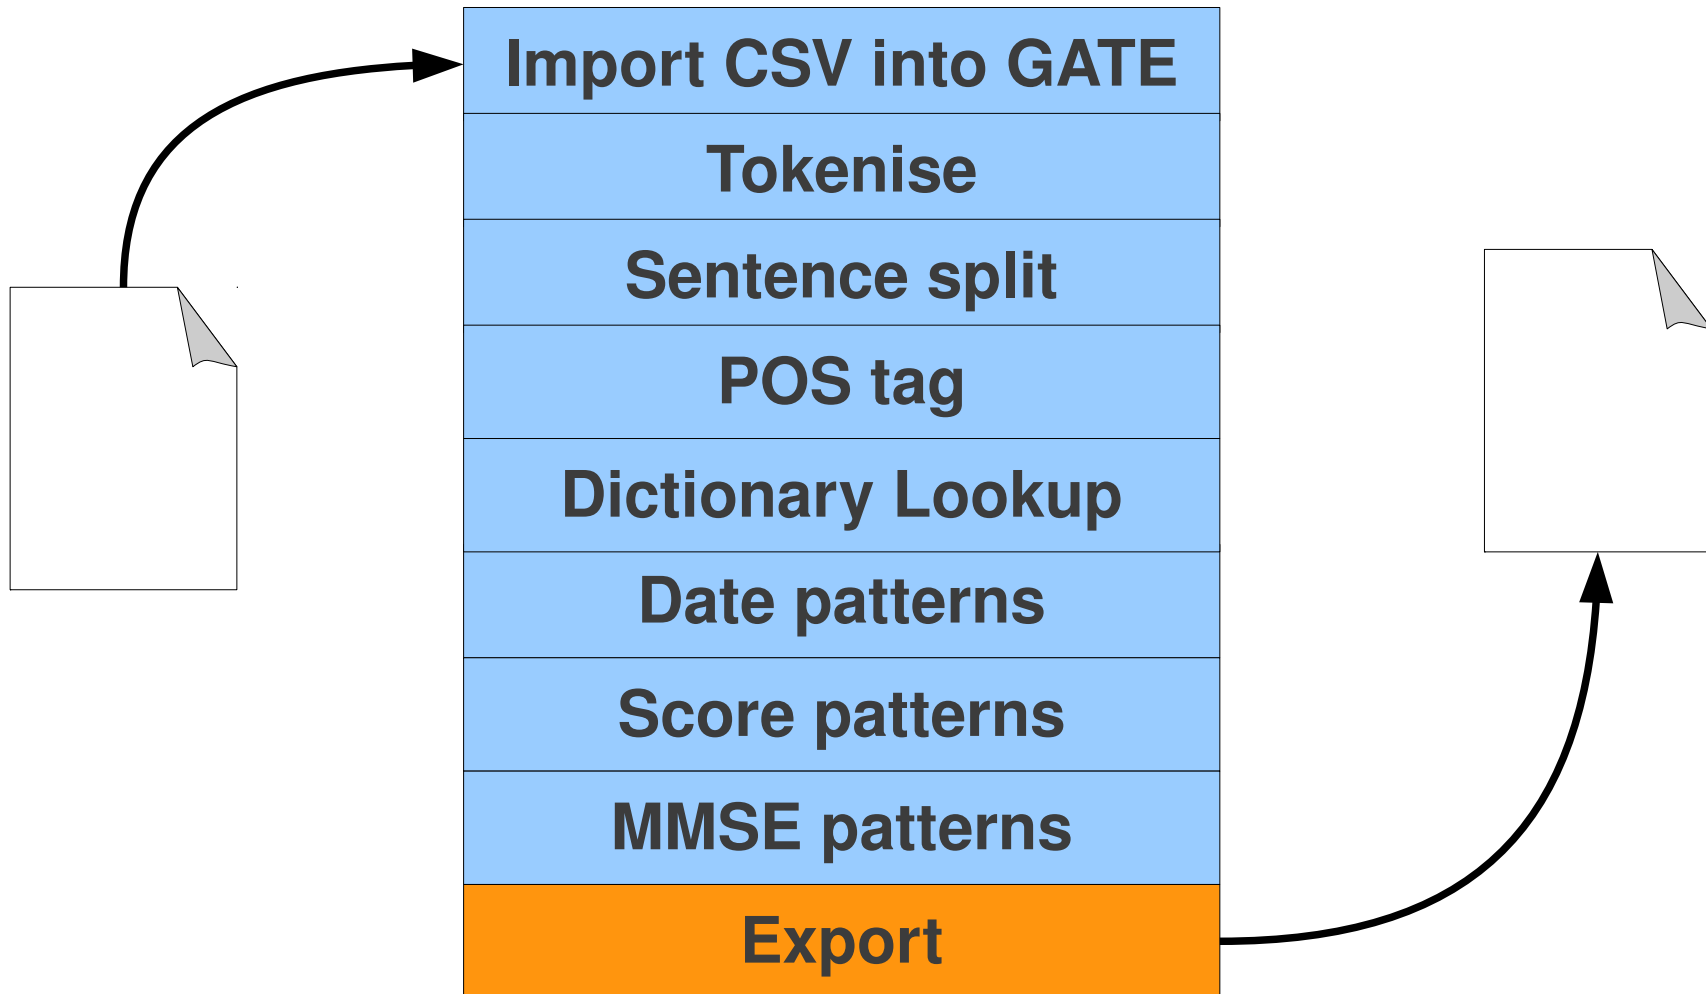 Import CSV into GATE
Tokenise
Sentence split
POS tag
Dictionary Lookup
Date patterns
Score patterns
MMSE patterns
Export